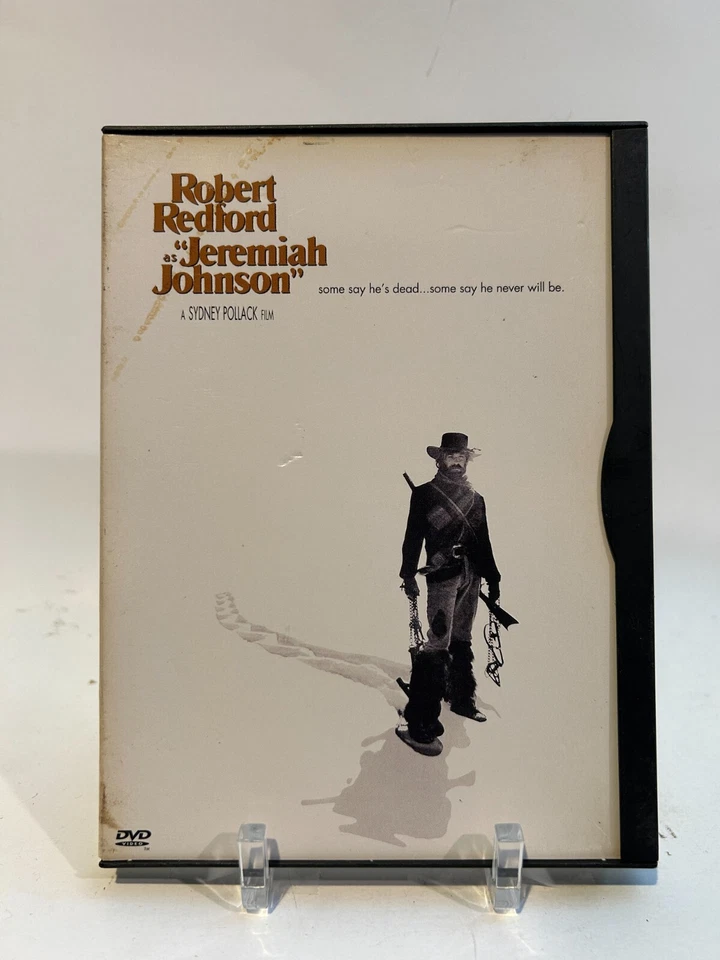 Robert
Redford
as “Jeremiah
Johnson”
some say he's dead...some say he never will be.
A SYDNEY POLLACK FILM
DVD
VIDEO
TM